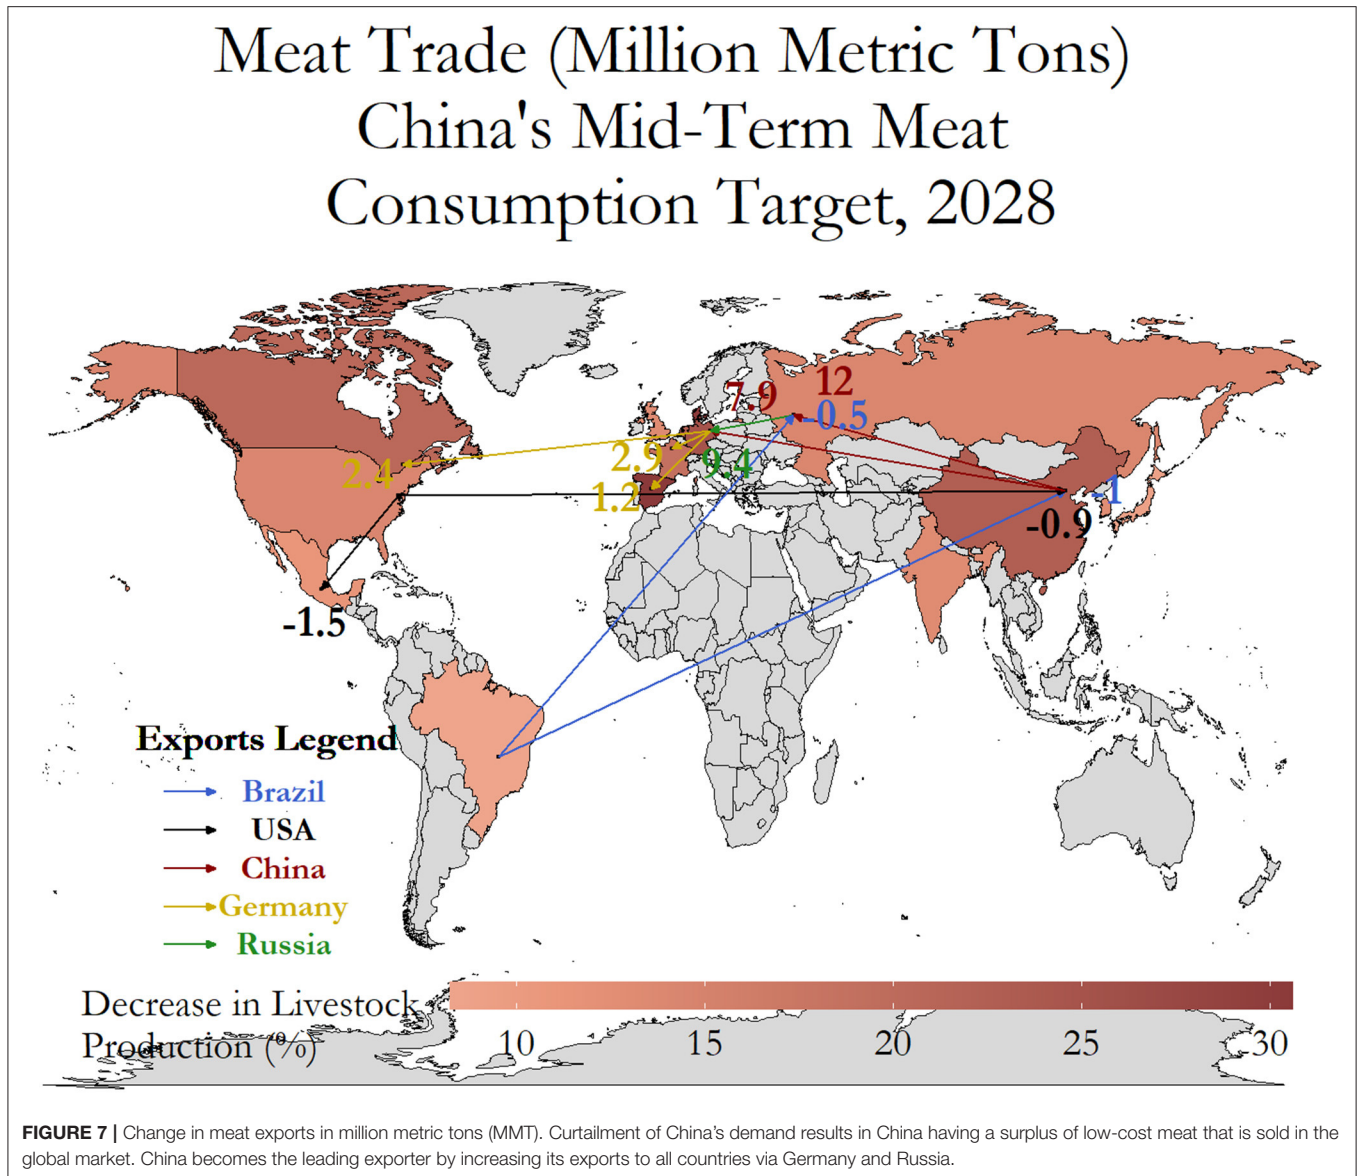 Meat Trade (Million Metric Tons)
China's Mid-Term Meat
Consumption Target, 2028
12
7.9
-0.5
2.9
9.4
2.4
1.2
-1
-0.9
-1.5
Exports Legend
Brazil
USA
China
Germany
Russia
Decrease in Livestock
Production (%)
10 15 20 25 30
FIGURE 7 | Change in meat exports in million metric tons (MMT). Curtailment of China's demand results in China having a surplus of low-cost meat that is sold in the
global market. China becomes the leading exporter by increasing its exports to all countries via Germany and Russia.